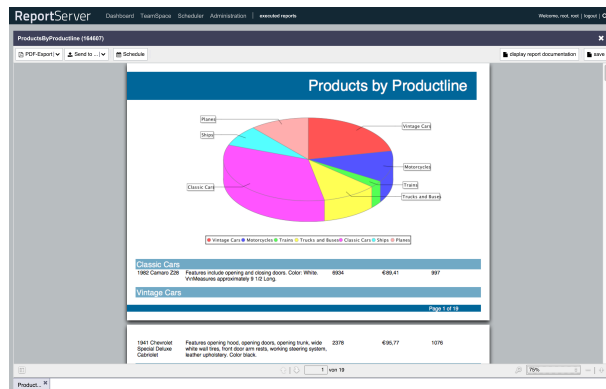 ReportServer Dashboard TeamSpace Scheduler Administration executed reports Welcome, root, root | logout |
ProductsByProductline (164607)
PDF-Export Send to ... Schedule display report documentation save
Products by Productline
Planes
Vintage Cars
Ships
Motorcycles
Trains
Classic Cars
Trucks and Buses
Vintage Cars Motorcycles Trains Trucks and Buses Classic Cars Ships Planes
Classic Cars
1982 Camaro Z28 Features include opening and closing doors. Color: White. 6934 €89,41 997
\n\nMeasures approximately 9 1/2 Long.
Vintage Cars
Page 1 of 19
1941 Chevrolet Features opening hood, opening doors, opening trunk, wide 2378 €95,77 1076
Special Deluxe white wall tires, front door arm rests, working steering system,
Cabriolet leather upholstery. Color black.
1 von 19 75%
Product...